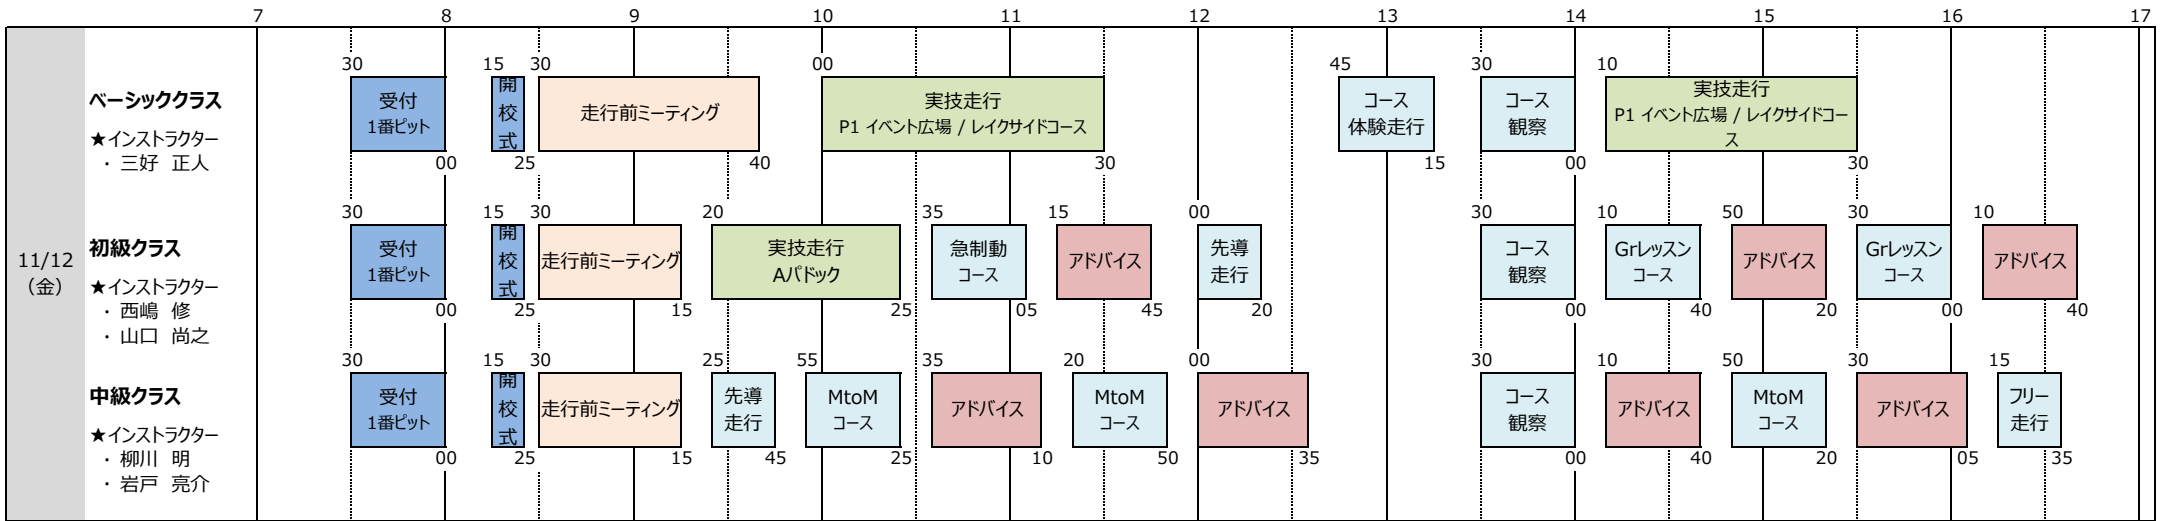 7 8 9 10 11 12 13 14 15 16 17
11/12
（金）
ベーシッククラス
★インストラクター
・ 三好 正人
30 15 30 00 45 30 10
受付
1番ピット
開
校
式
走行前ミーティング
実技走行
P1 イベント広場 / レイクサイドコース
コース
体験走行
コース
観察
実技走行
P1 イベント広場 / レイクサイドコー
ス
00 25 40 30 15 00 30
初級クラス
★インストラクター
・ 西嶋 修
・ 山口 尚之
30 15 30 20 35 15 00 30 10 50 30 10
受付
1番ピット
開
校
式
走行前ミーティング
実技走行
Aパドック
急制動
コース
アドバイス
先導
走行
コース
観察
Grレッスン
コース
アドバイス
Grレッスン
コース
アドバイス
00 25 15 25 05 45 20 00 40 20 00 40
中級クラス
★インストラクター
・ 柳川 明
・ 岩戸 亮介
30 15 30 25 55 35 20 00 30 10 50 30 15
受付
1番ピット
開
校
式
走行前ミーティング
先導
走行
MtoM
コース
アドバイス
MtoM
コース
アドバイス
コース
観察
アドバイス
MtoM
コース
アドバイス
フリー
走行
00 25 15 45 25 10 50 35 00 40 20 05 35